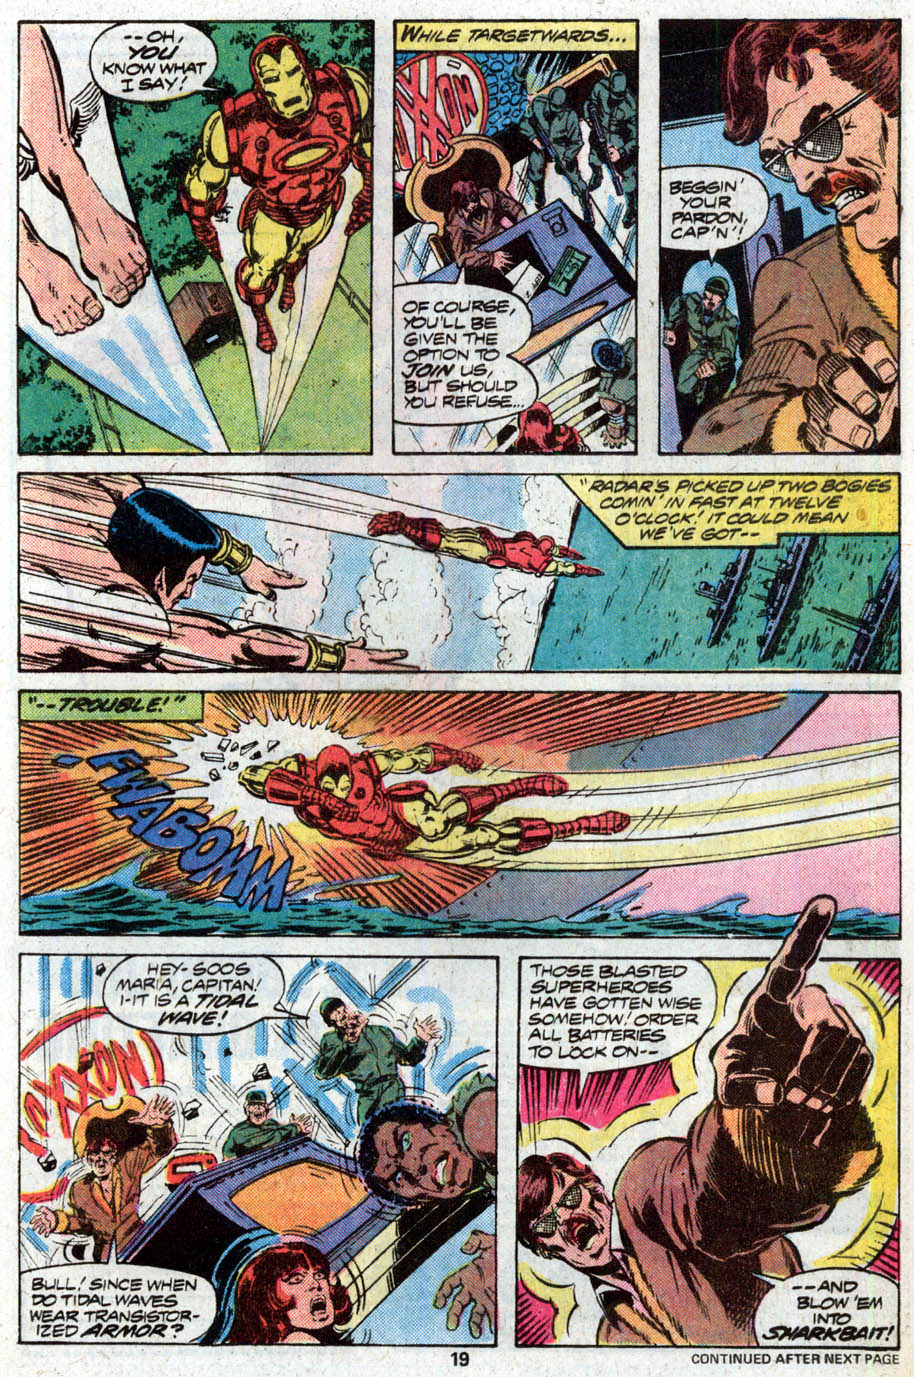 --OH,
YOU
KNOW WHAT
I SAY!
WHILE TARGETWARDS...
OXXON
OF COURSE,
YOU'LL BE
GIVEN THE
OPTION TO
JOIN US,
BUT SHOULD
YOU REFUSE...
BEGGIN'
YOUR
PARDON,
CAP'N'!
"RADAR'S PICKED UP TWO BOGIES
COMIN' IN FAST AT TWELVE
O'CLOCK! IT COULD MEAN
WE'VE GOT--
"--TROUBLE!"
-FWABOMM
HEY-SOOS
MARIA, CAPITAN!
I-IT IS A TIDAL
WAVE!
OXXON
BULL! SINCE WHEN
DO TIDAL WAVES
WEAR TRANSISTOR-
IZED ARMOR?
THOSE BLASTED
SUPERHEROES
HAVE GOTTEN WISE
SOMEHOW! ORDER
ALL BATTERIES
TO LOCK ON--
--AND
BLOW 'EM
INTO
SHARKBAIT!
19
CONTINUED AFTER NEXT PAGE